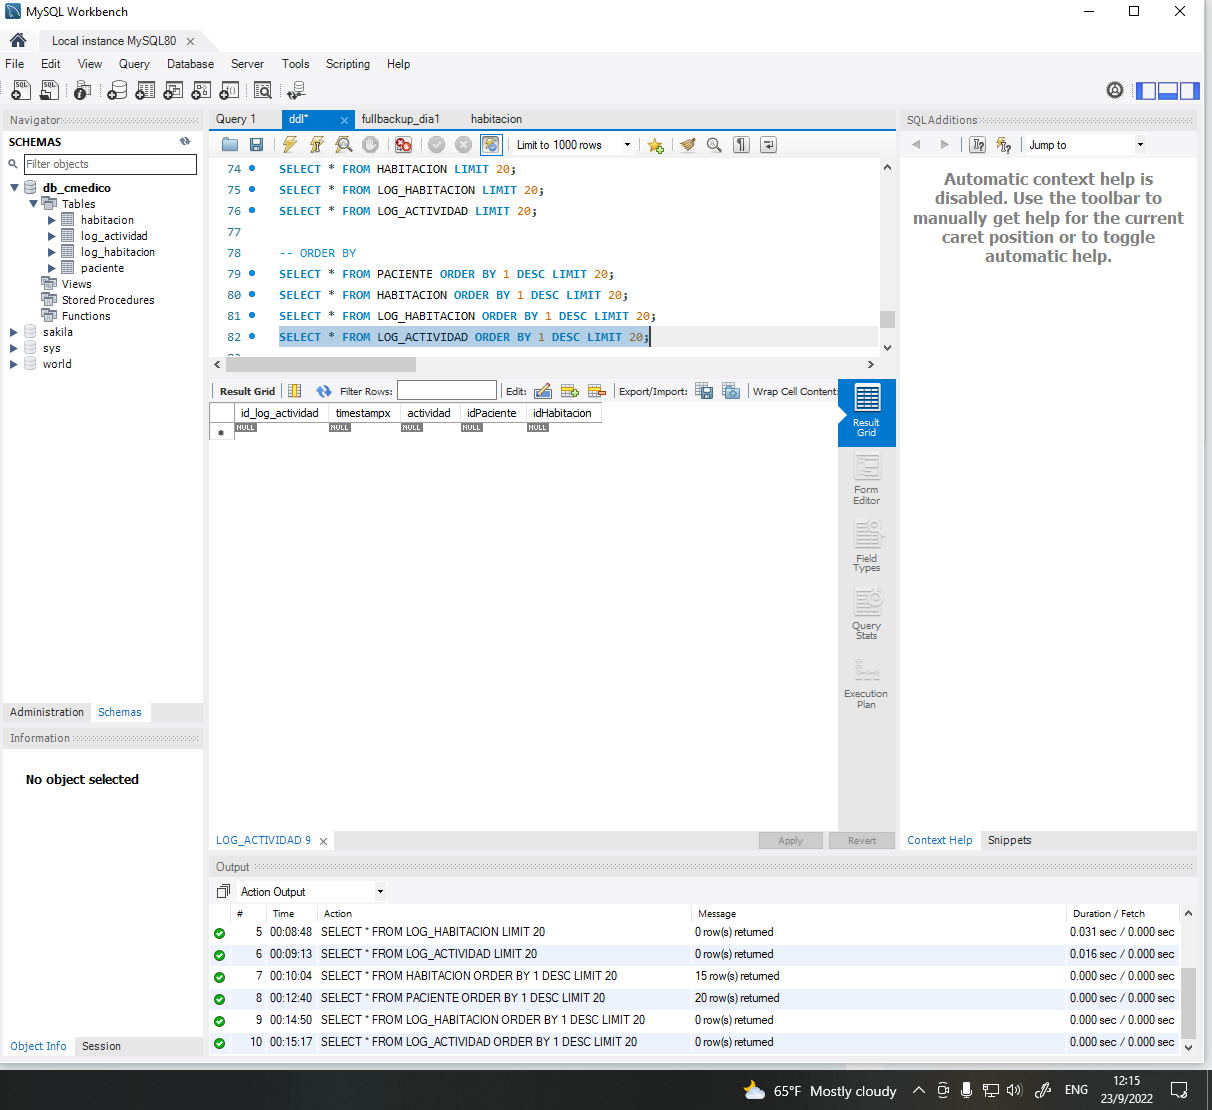 MySQL Workbench
Local instance MySQL80
File Edit View Query Database Server Tools Scripting Help
Navigator
SCHEMAS
Filter objects
db_cmedico
Tables
habitacion
log_actividad
log_habitacion
paciente
Views
Stored Procedures
Functions
sakila
sys
world
Administration Schemas
Information
No object selected
Object Info Session
Query 1 ddl* fullbackup_dia1 habitacion
Limit to 1000 rows
74 SELECT * FROM HABITACION LIMIT 20;
75 SELECT * FROM LOG_HABITACION LIMIT 20;
76 SELECT * FROM LOG_ACTIVIDAD LIMIT 20;
77
78 -- ORDER BY
79 SELECT * FROM PACIENTE ORDER BY 1 DESC LIMIT 20;
80 SELECT * FROM HABITACION ORDER BY 1 DESC LIMIT 20;
81 SELECT * FROM LOG_HABITACION ORDER BY 1 DESC LIMIT 20;
82 SELECT * FROM LOG_ACTIVIDAD ORDER BY 1 DESC LIMIT 20;
Result Grid Filter Rows: Edit: Export/Import: Wrap Cell Content:
id_log_actividad timestampx actividad idPaciente idHabitacion
NULL NULL NULL NULL NULL
Result
Grid
Form
Editor
Field
Types
Query
Stats
Execution
Plan
LOG_ACTIVIDAD 9 Apply Revert
SQLAdditions
Jump to
Automatic context help is
disabled. Use the toolbar to
manually get help for the current
caret position or to toggle
automatic help.
Context Help Snippets
Output
Action Output
# Time Action Message Duration / Fetch
5 00:08:48 SELECT * FROM LOG_HABITACION LIMIT 20 0 row(s) returned 0.031 sec / 0.000 sec
6 00:09:13 SELECT * FROM LOG_ACTIVIDAD LIMIT 20 0 row(s) returned 0.016 sec / 0.000 sec
7 00:10:04 SELECT * FROM HABITACION ORDER BY 1 DESC LIMIT 20 15 row(s) returned 0.000 sec / 0.000 sec
8 00:12:40 SELECT * FROM PACIENTE ORDER BY 1 DESC LIMIT 20 20 row(s) returned 0.000 sec / 0.000 sec
9 00:14:50 SELECT * FROM LOG_HABITACION ORDER BY 1 DESC LIMIT 20 0 row(s) returned 0.000 sec / 0.000 sec
10 00:15:17 SELECT * FROM LOG_ACTIVIDAD ORDER BY 1 DESC LIMIT 20 0 row(s) returned 0.000 sec / 0.000 sec
65°F Mostly cloudy ENG 12:15
23/9/2022